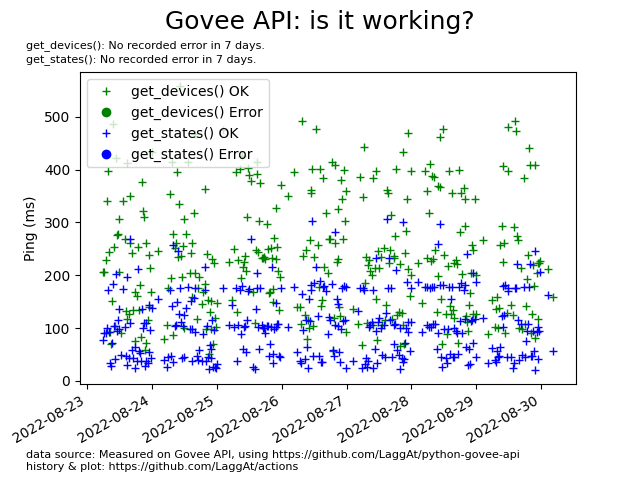 Govee API: is it working?
get_devices(): No recorded error in 7 days.
get_states(): No recorded error in 7 days.
get_devices() OK
get_devices() Error
get_states() OK
get_states() Error
Ping (ms)
500
400
300
200
100
0
2022-08-23
2022-08-24
2022-08-25
2022-08-26
2022-08-27
2022-08-28
2022-08-29
2022-08-30
data source: Measured on Govee API, using https://github.com/LaggAt/python-govee-api
history & plot: https://github.com/LaggAt/actions